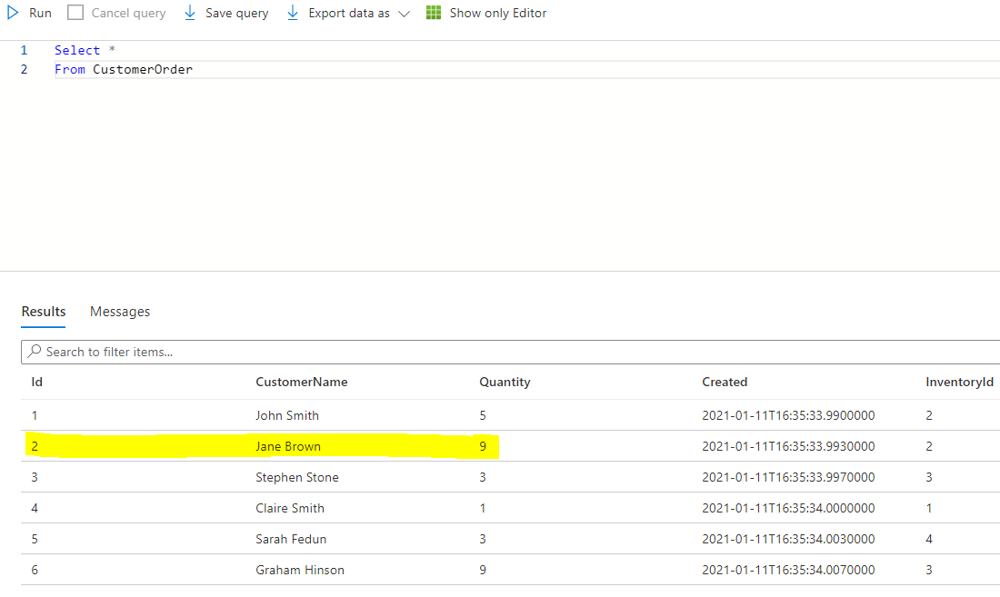 Run Cancel query Save query Export data as Show only Editor
1 Select *
2 From CustomerOrder
Results Messages
Search to filter items...
Id CustomerName Quantity Created InventoryId
1 John Smith 5 2021-01-11T16:35:33.9900000 2
2 Jane Brown 9 2021-01-11T16:35:33.9930000 2
3 Stephen Stone 3 2021-01-11T16:35:33.9970000 3
4 Claire Smith 1 2021-01-11T16:35:34.0000000 1
5 Sarah Fedun 3 2021-01-11T16:35:34.0030000 4
6 Graham Hinson 9 2021-01-11T16:35:34.0070000 3